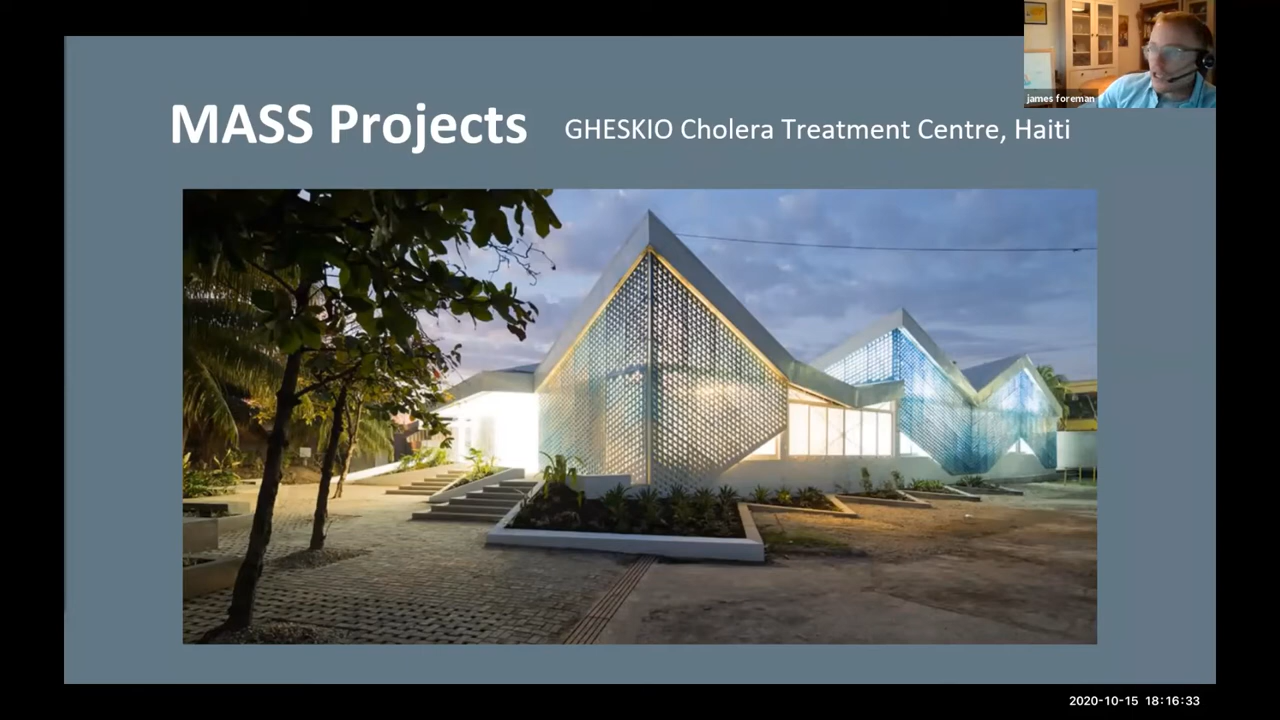 MASS Projects GHESKIO Cholera Treatment Centre, Haiti
james foreman
2020-10-15 18:16:33